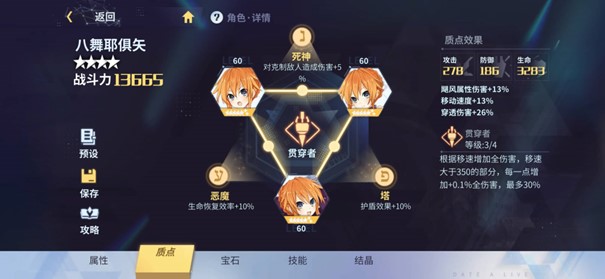 返回
角色·详情
八舞耶俱矢
战斗力13665
预设
保存
攻略
死神
对克制敌人造成伤害+5
%
60
60
贯穿者
恶魔
生命恢复效率+10%
塔
护盾效果+10%
60
质点效果
攻击 防御 生命
278 186 3283
飓风属性伤害+13%
移动速度+13%
穿透伤害+26%
贯穿者
等级:3/4
根据移速增加全伤害，移速
大于350的部分，每一点增
加+0.1%全伤害，最多30%
属性 质点 宝石 技能 结晶
DATE A LIVE